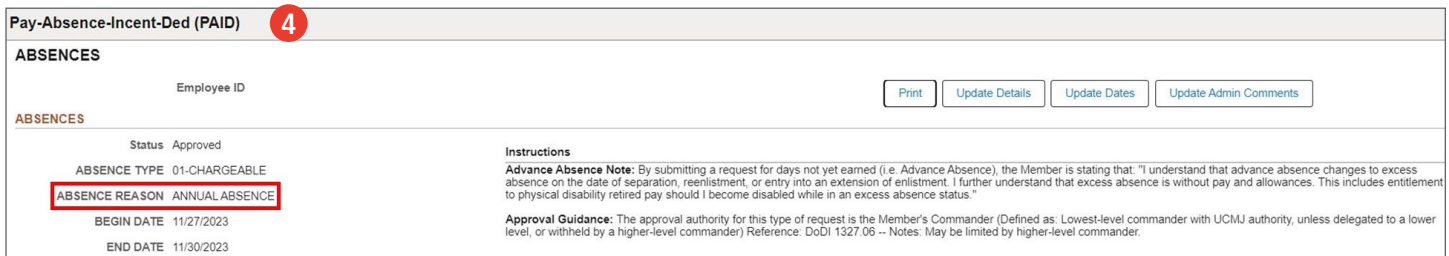 Pay-Absence-Incent-Ded (PAID) 4
ABSENCES
Employee ID
Print Update Details Update Dates Update Admin Comments
ABSENCES
Status Approved
ABSENCE TYPE 01-CHARGEABLE
ABSENCE REASON ANNUAL ABSENCE
BEGIN DATE 11/27/2023
END DATE 11/30/2023
Instructions
Advance Absence Note: By submitting a request for days not yet earned (i.e. Advance Absence), the Member is stating that: "I understand that advance absence changes to excess
absence on the date of separation, reenlistment, or entry into an extension of enlistment. I further understand that excess absence is without pay and allowances. This includes entitlement
to physical disability retired pay should I become disabled while in an excess absence status."
Approval Guidance: The approval authority for this type of request is the Member's Commander (Defined as: Lowest-level commander with UCMJ authority, unless delegated to a lower
level, or withheld by a higher-level commander) Reference: DoDI 1327.06 -- Notes: May be limited by higher-level commander.